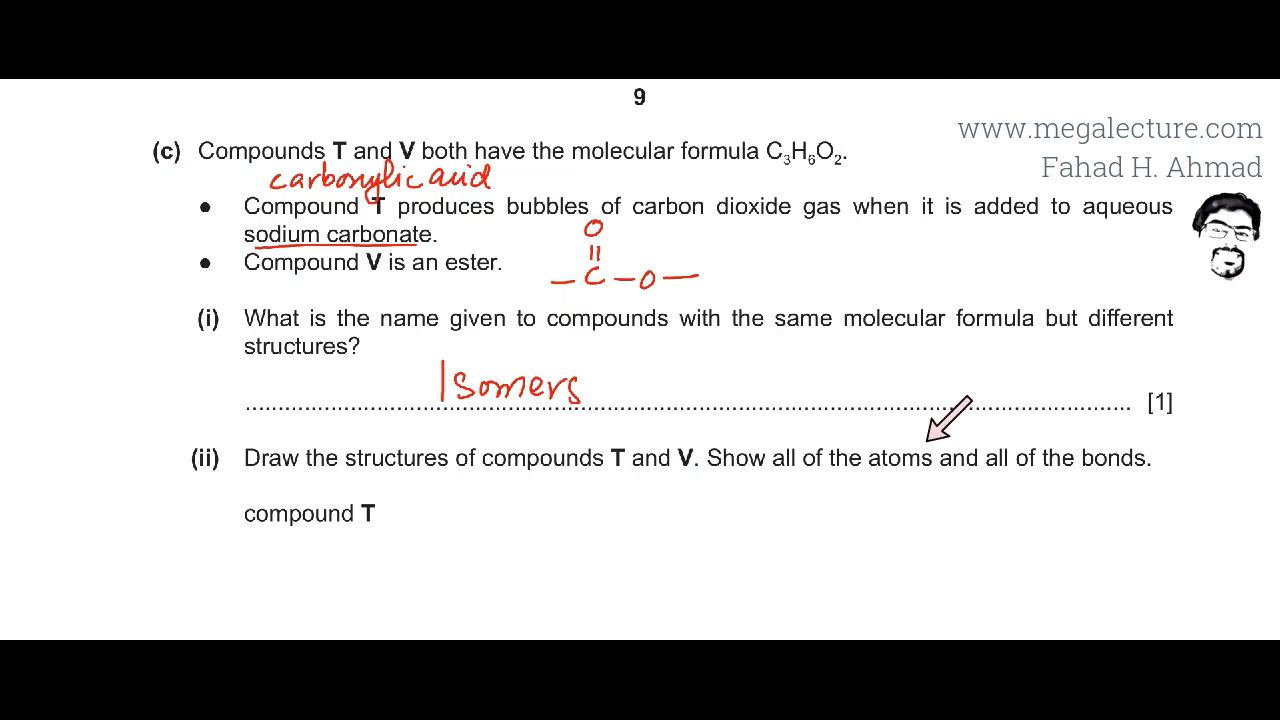 9
www.megalecture.com
Fahad H. Ahmad
(c) Compounds T and V both have the molecular formula C₃H₆O₂.
carboxylic acid
• Compound T produces bubbles of carbon dioxide gas when it is added to aqueous
sodium carbonate.
O
||
• Compound V is an ester.
– C – O –
(i) What is the name given to compounds with the same molecular formula but different
structures?
Isomers
[1]
(ii) Draw the structures of compounds T and V. Show all of the atoms and all of the bonds.
compound T